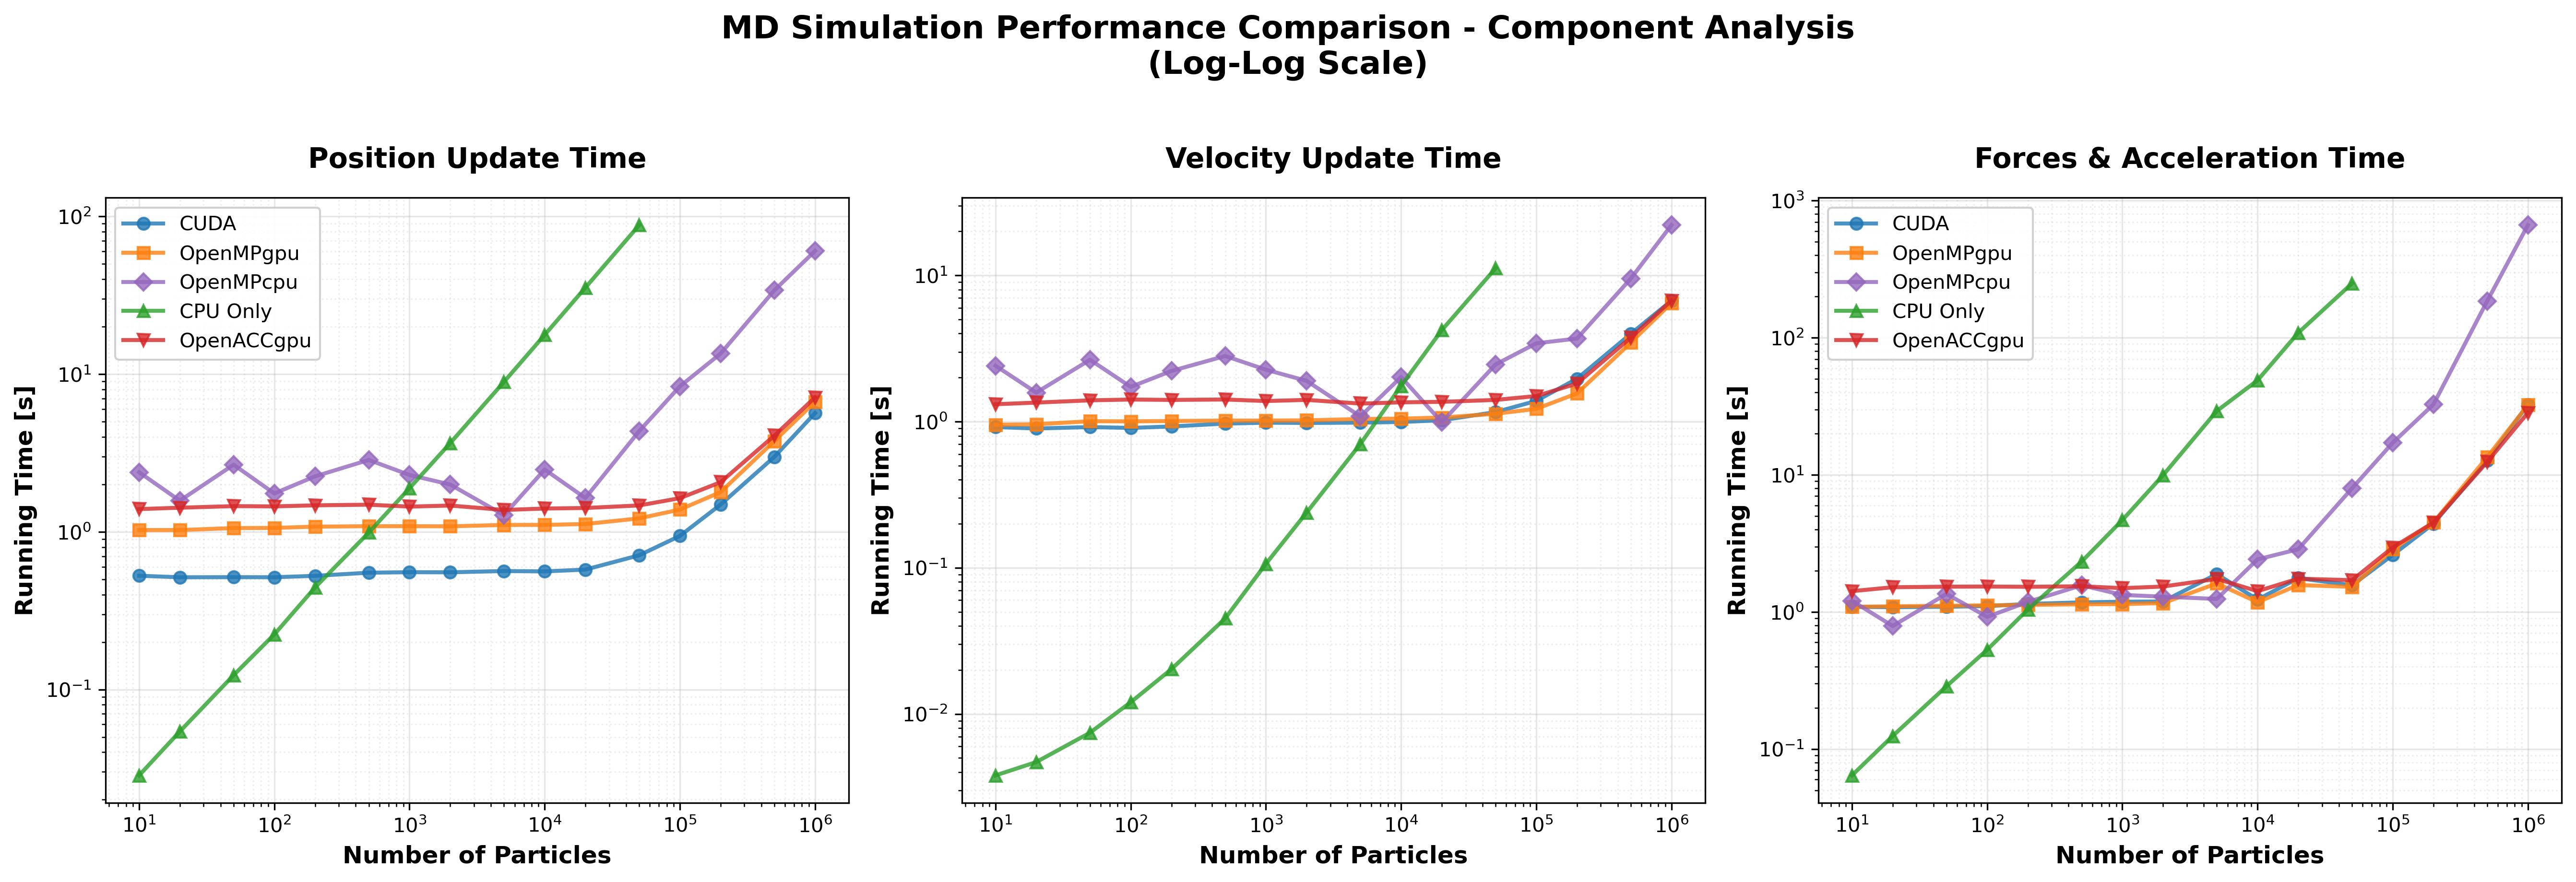 MD Simulation Performance Comparison - Component Analysis
(Log-Log Scale)
Position Update Time
Running Time [s]
10²
10¹
10⁰
10⁻¹
CUDA
OpenMPgpu
OpenMPcpu
CPU Only
OpenACCgpu
10¹ 10² 10³ 10⁴ 10⁵ 10⁶
Number of Particles
Velocity Update Time
Running Time [s]
10¹
10⁰
10⁻¹
10⁻²
10¹ 10² 10³ 10⁴ 10⁵ 10⁶
Number of Particles
Forces & Acceleration Time
Running Time [s]
10³
10²
10¹
10⁰
10⁻¹
CUDA
OpenMPgpu
OpenMPcpu
CPU Only
OpenACCgpu
10¹ 10² 10³ 10⁴ 10⁵ 10⁶
Number of Particles